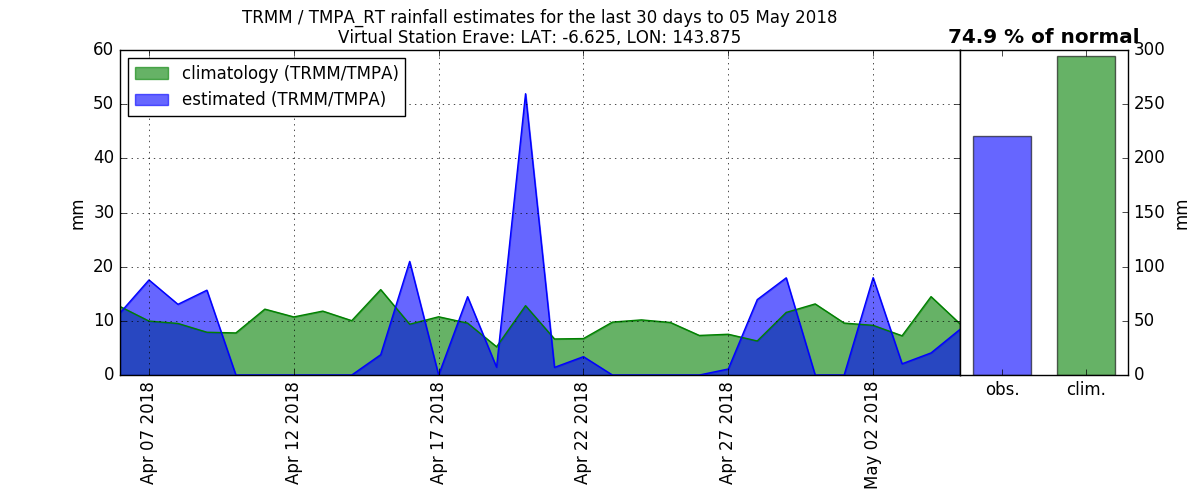 TRMM / TMPA_RT rainfall estimates for the last 30 days to 05 May 2018
Virtual Station Erave: LAT: -6.625, LON: 143.875
74.9 % of normal
climatology (TRMM/TMPA)
estimated (TRMM/TMPA)
60
50
40
30
20
10
0
mm
300
250
200
150
100
50
0
mm
Apr 07 2018
Apr 12 2018
Apr 17 2018
Apr 22 2018
Apr 27 2018
May 02 2018
obs.
clim.